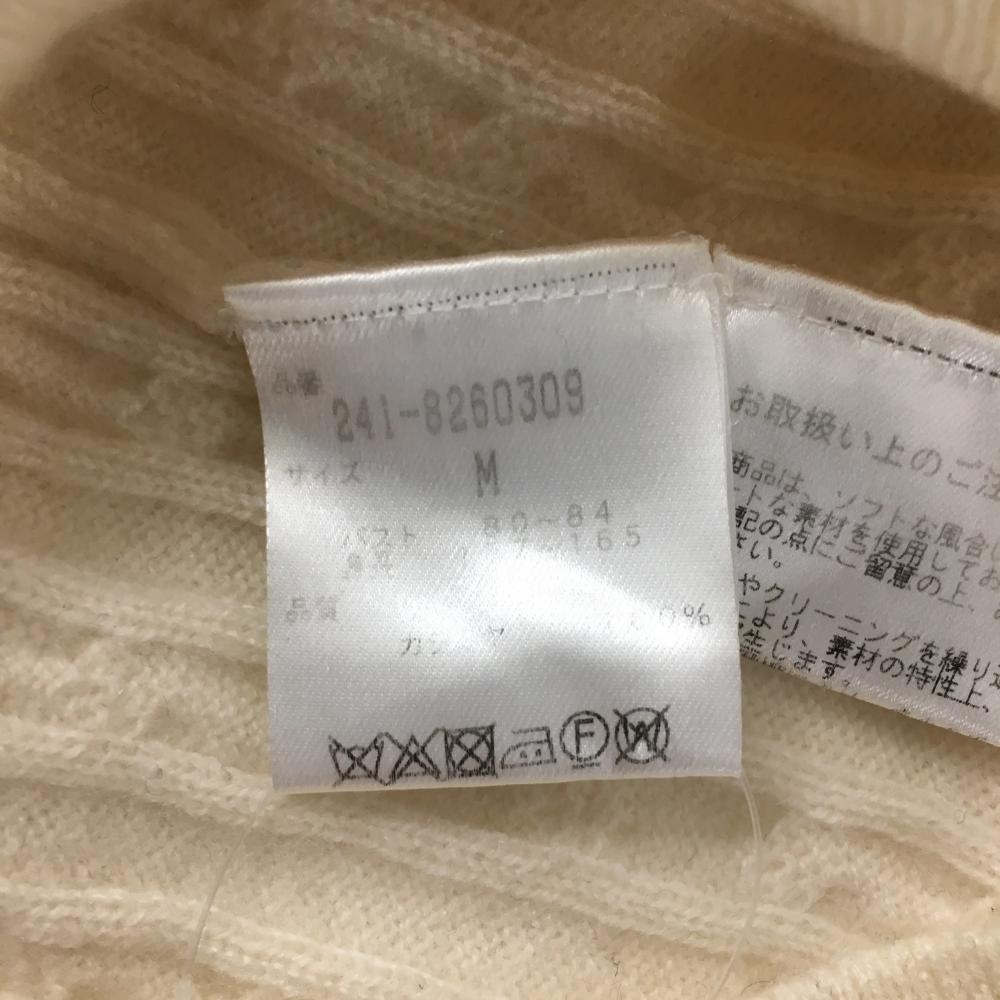 品番
241-8260309
サイズ M
バスト 80~84
165
品質
0%
お取扱い上のご注
商品は、ソフトな風合い
ートな素材を使用してお
記の点にご留意の上、
さい。
やクリーニングを繰り返
により、素材の特性上、
生じます。
F
W